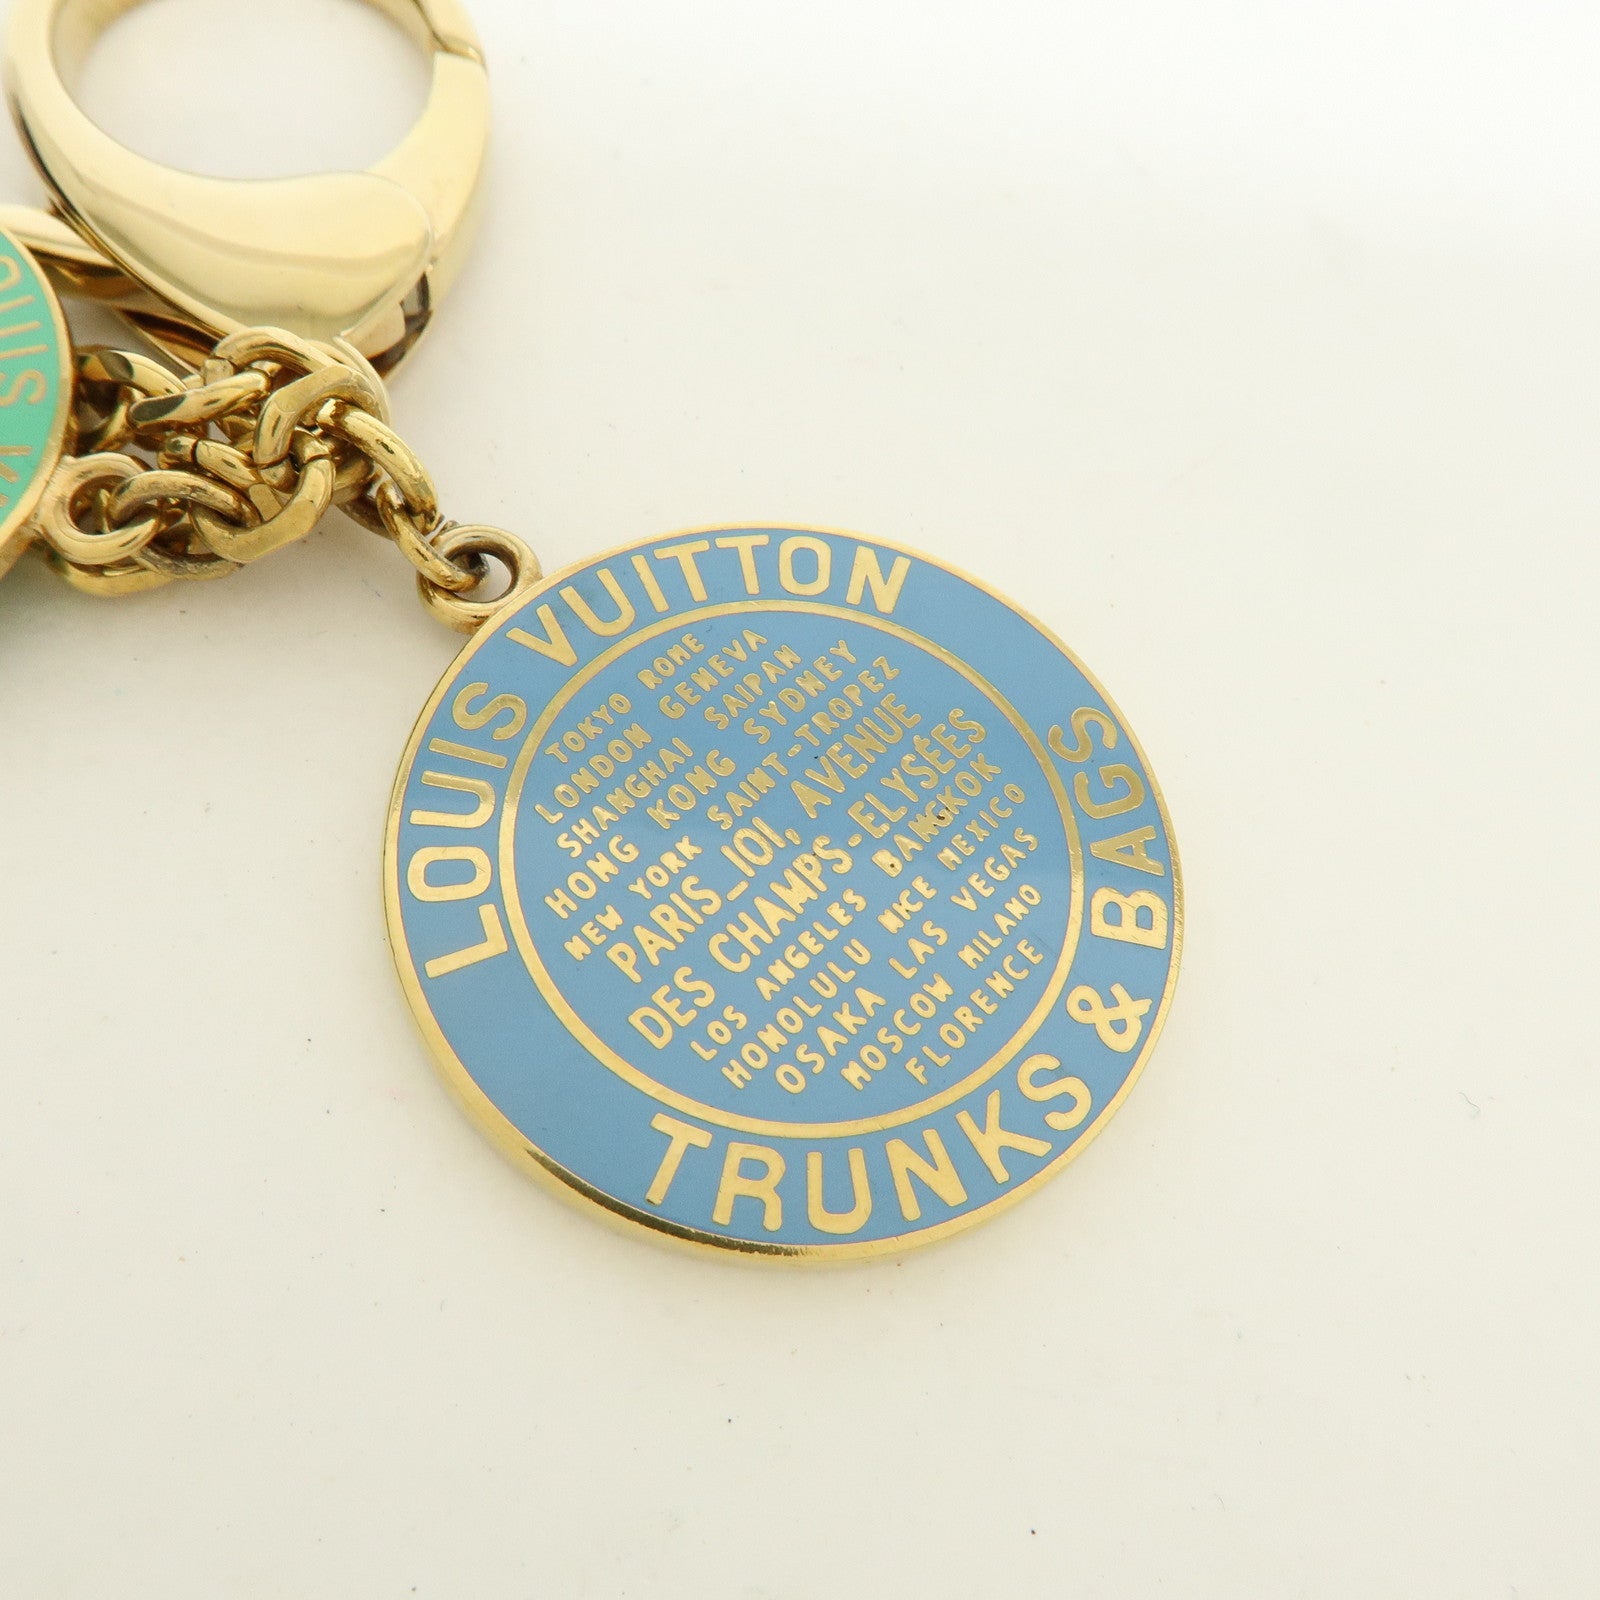 LOUIS VUITTON
TOKYO ROME
LONDON GENEVA
SHANGHAI SAIPAN
HONG KONG SYDNEY
NEW YORK SAINT-TROPEZ
PARIS_101, AVENUE
DES CHAMPS-ELYSÉES
LOS ANGELES BANGKOK
HONOLULU NICE MEXICO
OSAKA LAS VEGAS
MOSCOW MILANO
FLORENCE
TRUNKS & BAGS